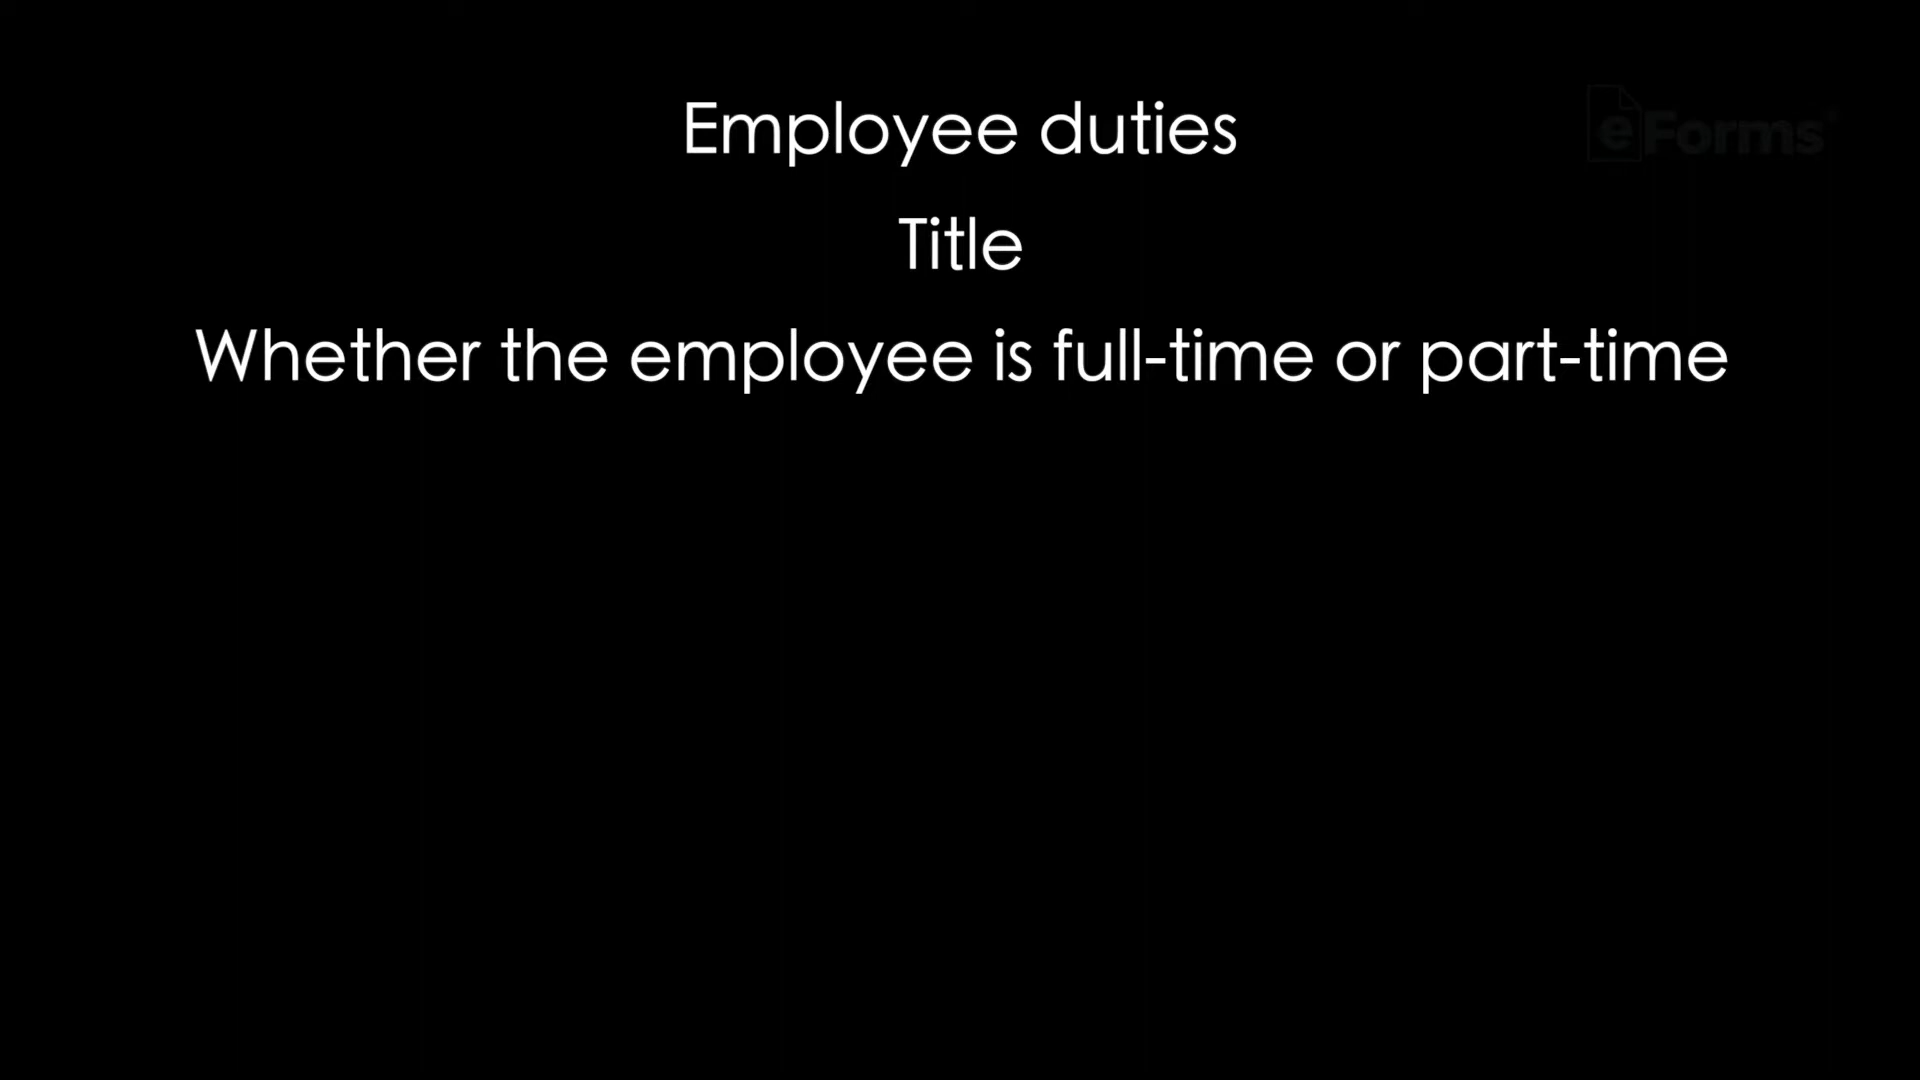 Employee duties
eForms
Title
Whether the employee is full-time or part-time